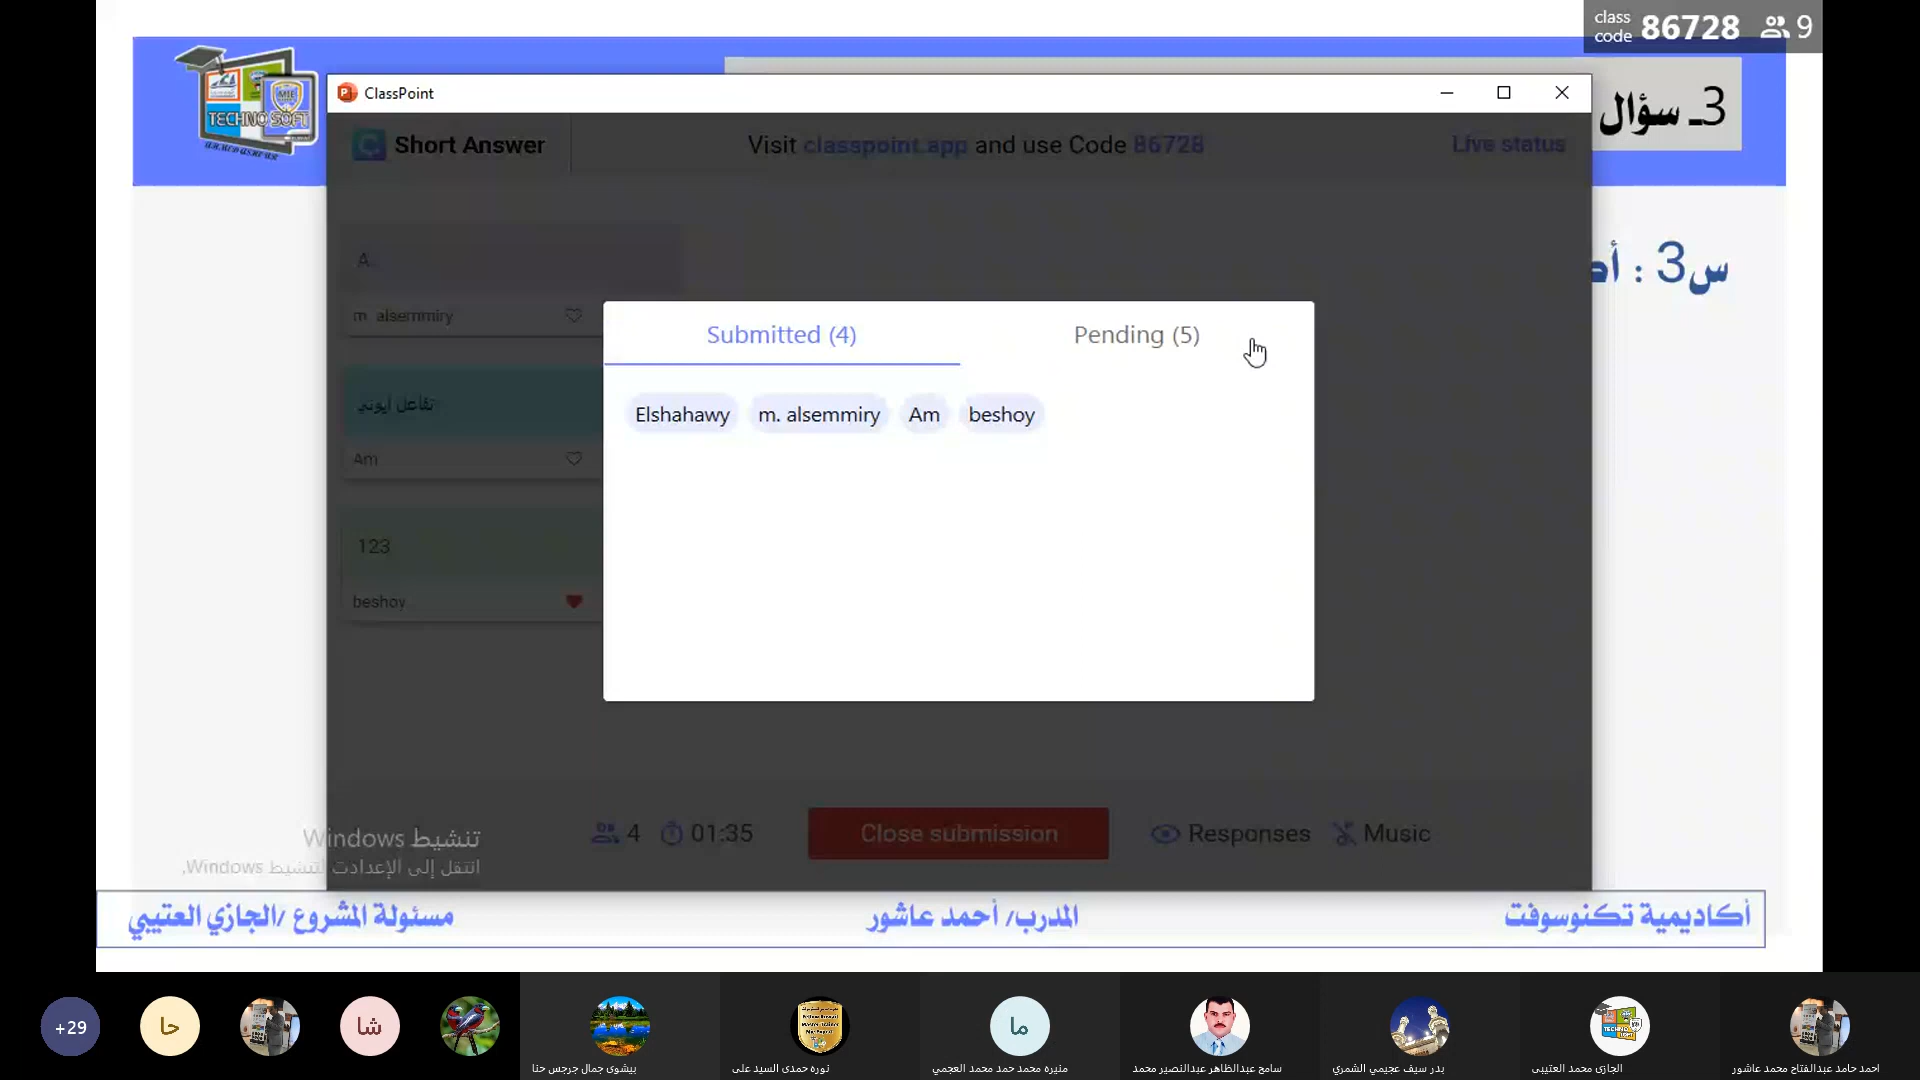 class code 86728 9
3ـ سؤال
TECHNO SOFT
ClassPoint
Short Answer
Visit classpoint.app and use Code 86728
Live status
س3 : أ
A.
m. alsemmiry
تفاعل ايوني
Am
123
beshoy
Submitted (4)
Pending (5)
Elshahawy m. alsemmiry Am beshoy
4 01:35
Close submission
Responses
Music
تنشيط Windows
انتقل إلى الإعدادات لتنشيط Windows.
أكاديمية تكنوسوفت
المدرب/ أحمد عاشور
مسئولة المشروع /الجازي العتيبي
+29
حا
شا
ما
بيشوى جمال جرجس حنا
نوره حمدى السيد على
منيره محمد حمد محمد العجمي
سامح عبدالظاهر عبدالنصير محمد
بدر سيف عجيمي الشمري
الجازى محمد العتيبى
احمد حامد عبدالفتاح محمد عاشور